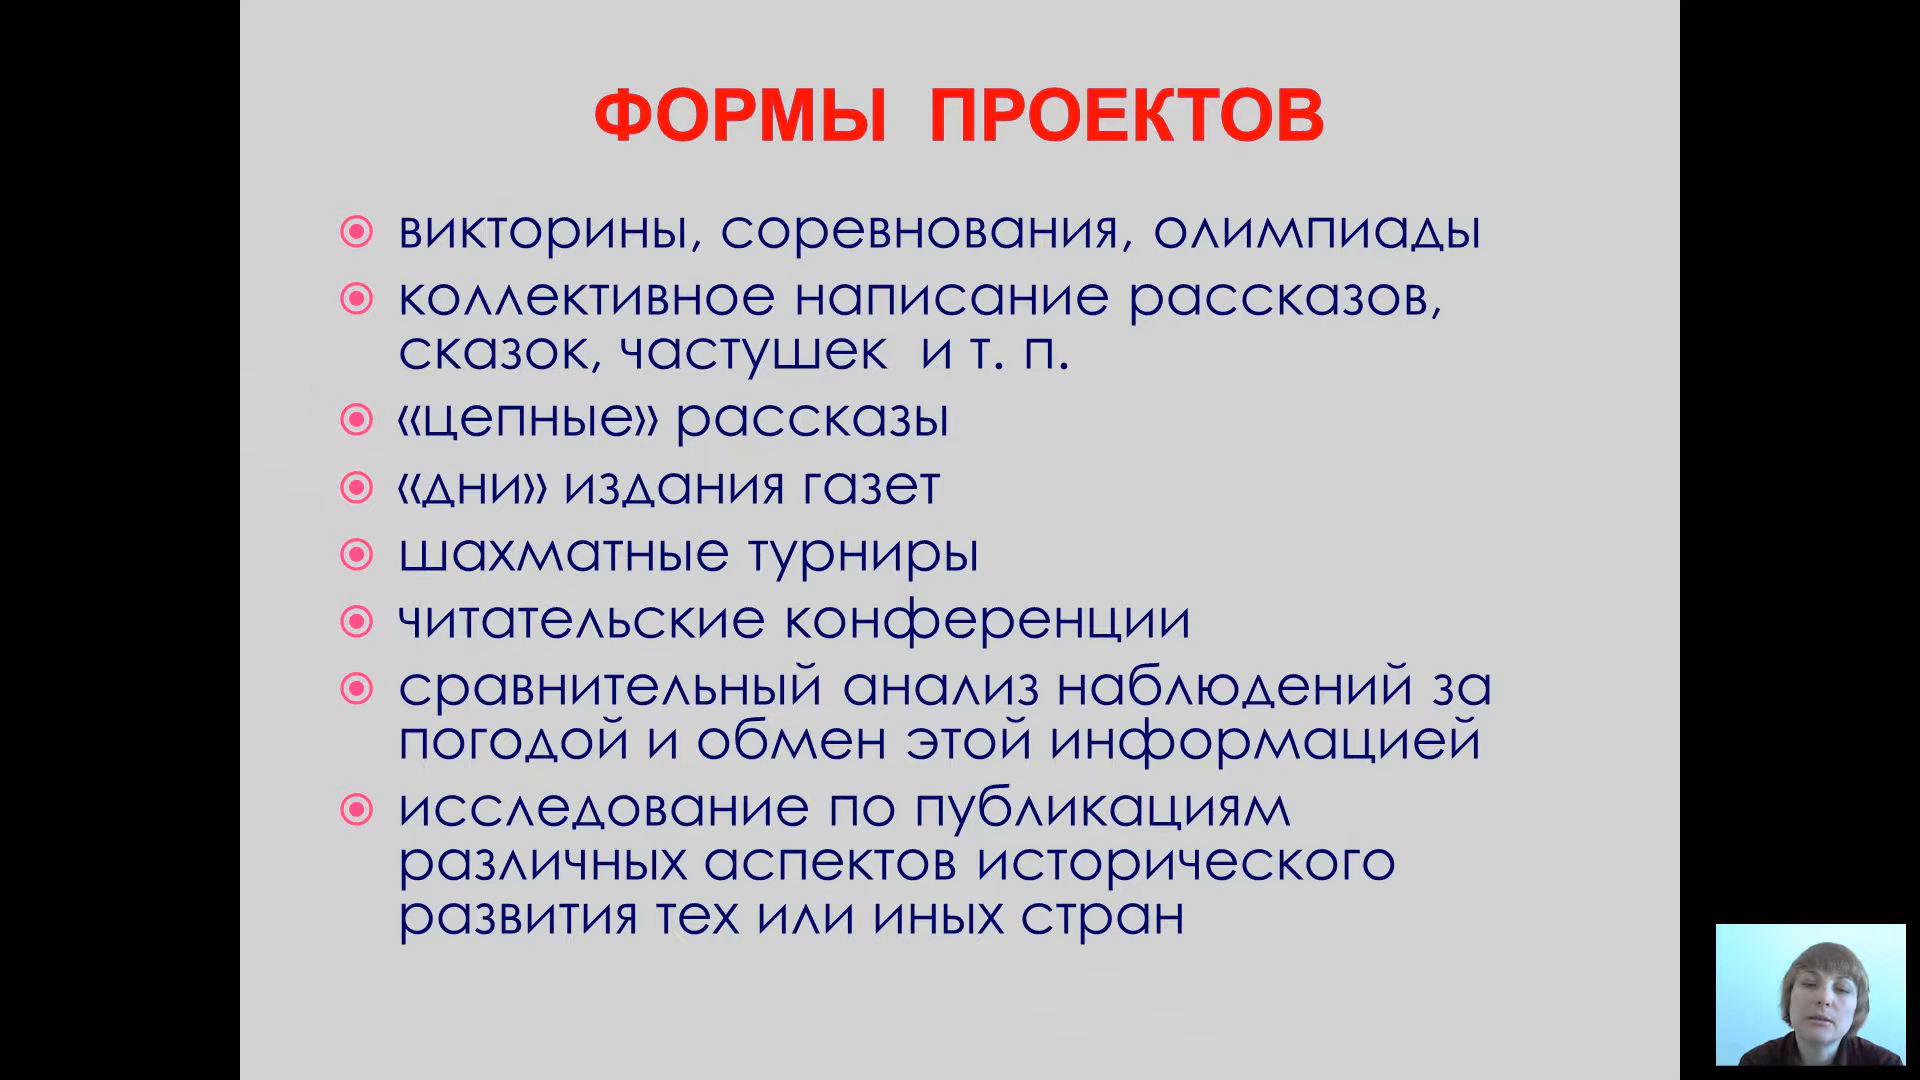 ФОРМЫ ПРОЕКТОВ
викторины, соревнования, олимпиады
коллективное написание рассказов,
сказок, частушек и т. п.
«цепные» рассказы
«дни» издания газет
шахматные турниры
читательские конференции
сравнительный анализ наблюдений за
погодой и обмен этой информацией
исследование по публикациям
различных аспектов исторического
развития тех или иных стран